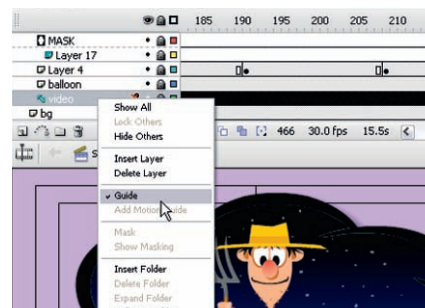 185 190 195 200 205 210
MASK
Layer 17
Layer 4
balloon
video
bg
466 30.0 fps 15.5s
S
Show All
Lock Others
Hide Others
Insert Layer
Delete Layer
Guide
Add Motion Guide
Mask
Show Masking
Insert Folder
Delete Folder
Expand Folder